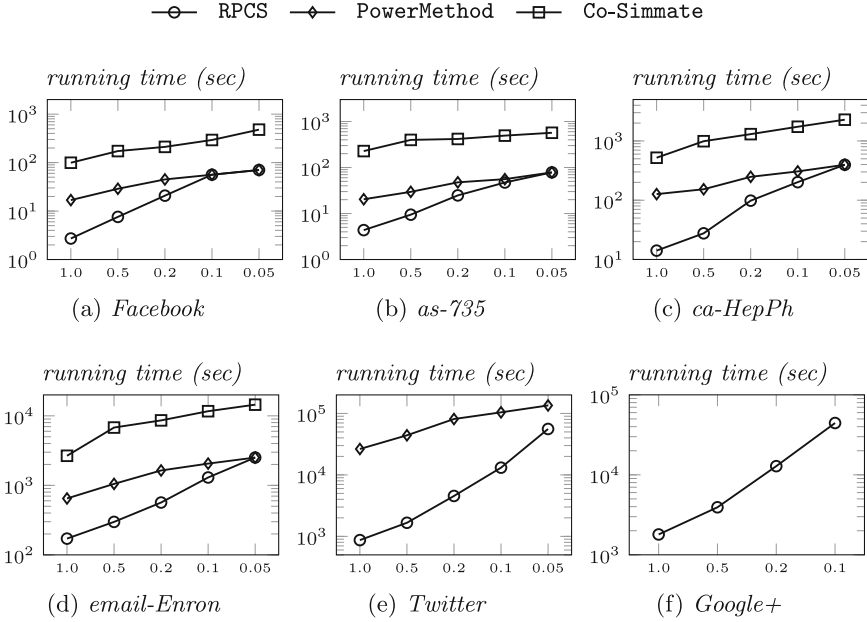 RPCS PowerMethod Co-Simmate
running time (sec) running time (sec) running time (sec)
10^3 10^3 10^3
10^2 10^2 10^2
10^1 10^1 10^1
10^0 10^0
1.0 0.5 0.2 0.1 0.05 1.0 0.5 0.2 0.1 0.05 1.0 0.5 0.2 0.1 0.05
(a) Facebook (b) as-735 (c) ca-HepPh
running time (sec) running time (sec) running time (sec)
10^4 10^5 10^5
10^3 10^4 10^4
10^2 10^3 10^3
1.0 0.5 0.2 0.1 0.05 1.0 0.5 0.2 0.1 0.05 1.0 0.5 0.2 0.1
(d) email-Enron (e) Twitter (f) Google+